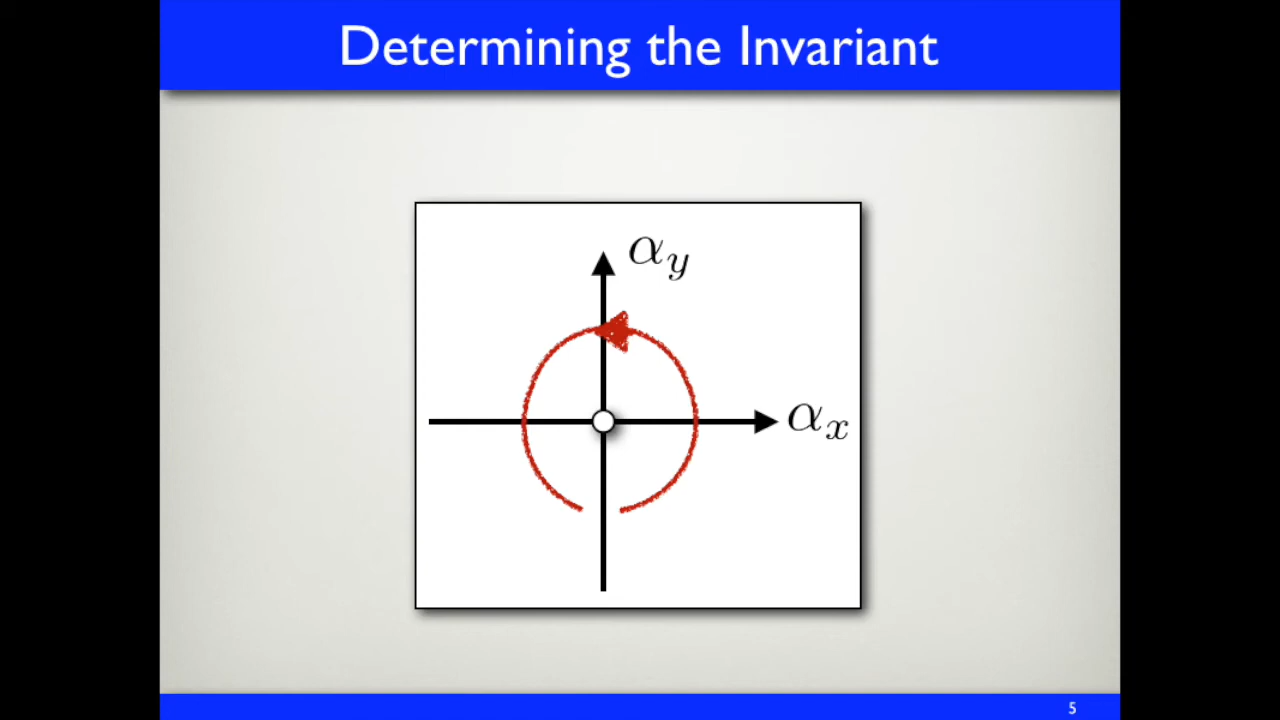 Determining the Invariant
α_y
α_x
5